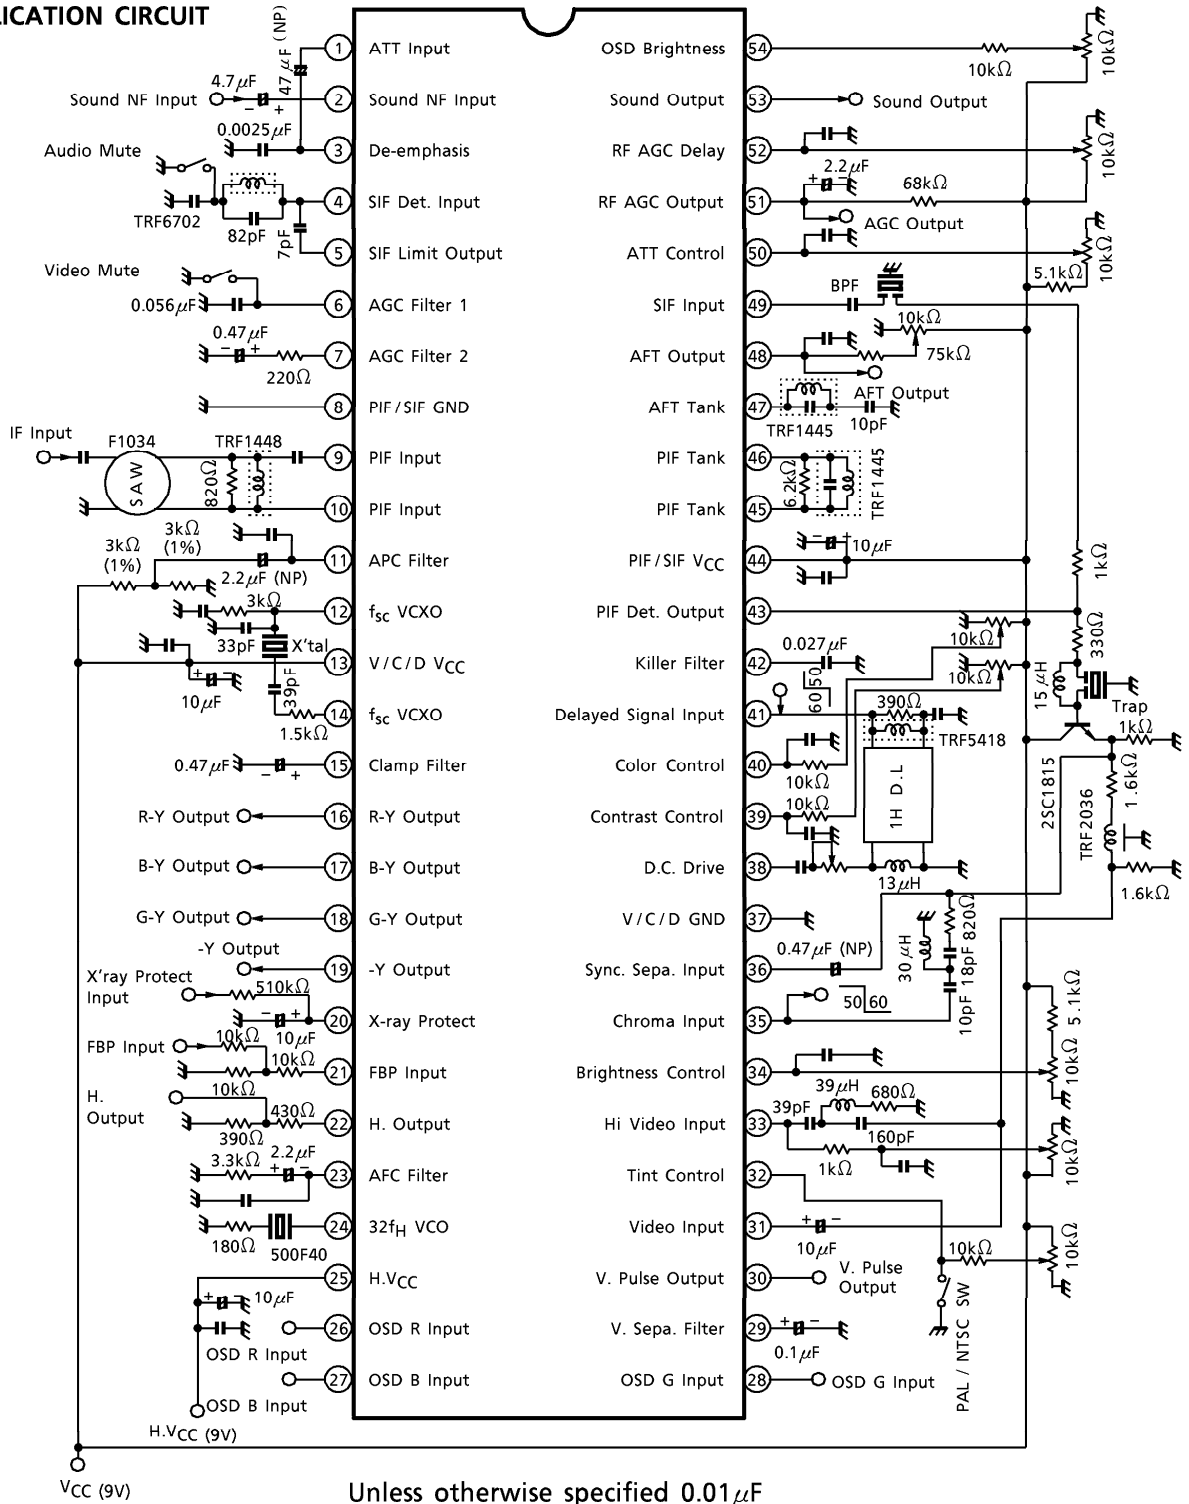 LICATION CIRCUIT
47μF (NP)
1 ATT Input
4.7μF
- +
Sound NF Input
2 Sound NF Input
0.0025μF
3 De-emphasis
Audio Mute
4 SIF Det. Input
TRF6702
82pF
7pF
5 SIF Limit Output
Video Mute
0.056μF
6 AGC Filter 1
0.47μF
- +
7 AGC Filter 2
220Ω
8 PIF/SIF GND
IF Input
F1034
TRF1448
SAW
820Ω
9 PIF Input
10 PIF Input
3kΩ
(1%)
3kΩ
(1%)
11 APC Filter
2.2μF (NP)
3kΩ
12 fsc VCXO
33pF
X'tal
13 V/C/D VCC
+ -
10μF
39pF
14 fsc VCXO
1.5kΩ
0.47μF
- +
15 Clamp Filter
R-Y Output
16 R-Y Output
B-Y Output
17 B-Y Output
G-Y Output
18 G-Y Output
-Y Output
19 -Y Output
X'ray Protect
Input
510kΩ
- +
10μF
20 X-ray Protect
FBP Input
10kΩ
10kΩ
21 FBP Input
10kΩ
H.
Output
430Ω
22 H. Output
390Ω
3.3kΩ
2.2μF
+ -
23 AFC Filter
24 32fH VCO
180Ω
500F40
25 H.VCC
+ -
10μF
26 OSD R Input
OSD R Input
27 OSD B Input
OSD B Input
H.VCC (9V)
VCC (9V)
OSD Brightness 54
10kΩ
10kΩ
Sound Output 53
Sound Output
RF AGC Delay 52
10kΩ
2.2μF
+ -
RF AGC Output 51
68kΩ
AGC Output
ATT Control 50
10kΩ
5.1kΩ
BPF
SIF Input 49
10kΩ
AFT Output 48
75kΩ
AFT Output
AFT Tank 47
TRF1445
10pF
PIF Tank 46
6.2kΩ
TRF1445
PIF Tank 45
- +
10μF
PIF/SIF VCC 44
1kΩ
PIF Det. Output 43
10kΩ
330Ω
0.027μF
Killer Filter 42
10kΩ
60 50
15μH
Trap
390Ω
Delayed Signal Input 41
TRF5418
1kΩ
Color Control 40
10kΩ
10kΩ
1H D.L
2SC1815
1.6kΩ
TRF2036
Contrast Control 39
D.C. Drive 38
13μH
1.6kΩ
V/C/D GND 37
820Ω
0.47μF (NP)
30μH
18pF
Sync. Sepa. Input 36
50 60
10pF
5.1kΩ
Chroma Input 35
Brightness Control 34
10kΩ
39μH
680Ω
39pF
Hi Video Input 33
160pF
1kΩ
10kΩ
Tint Control 32
Video Input 31
+ -
10μF
10kΩ
10kΩ
V. Pulse Output 30
V. Pulse
Output
PAL / NTSC SW
V. Sepa. Filter 29
+ -
0.1μF
OSD G Input 28
OSD G Input
Unless otherwise specified 0.01μF